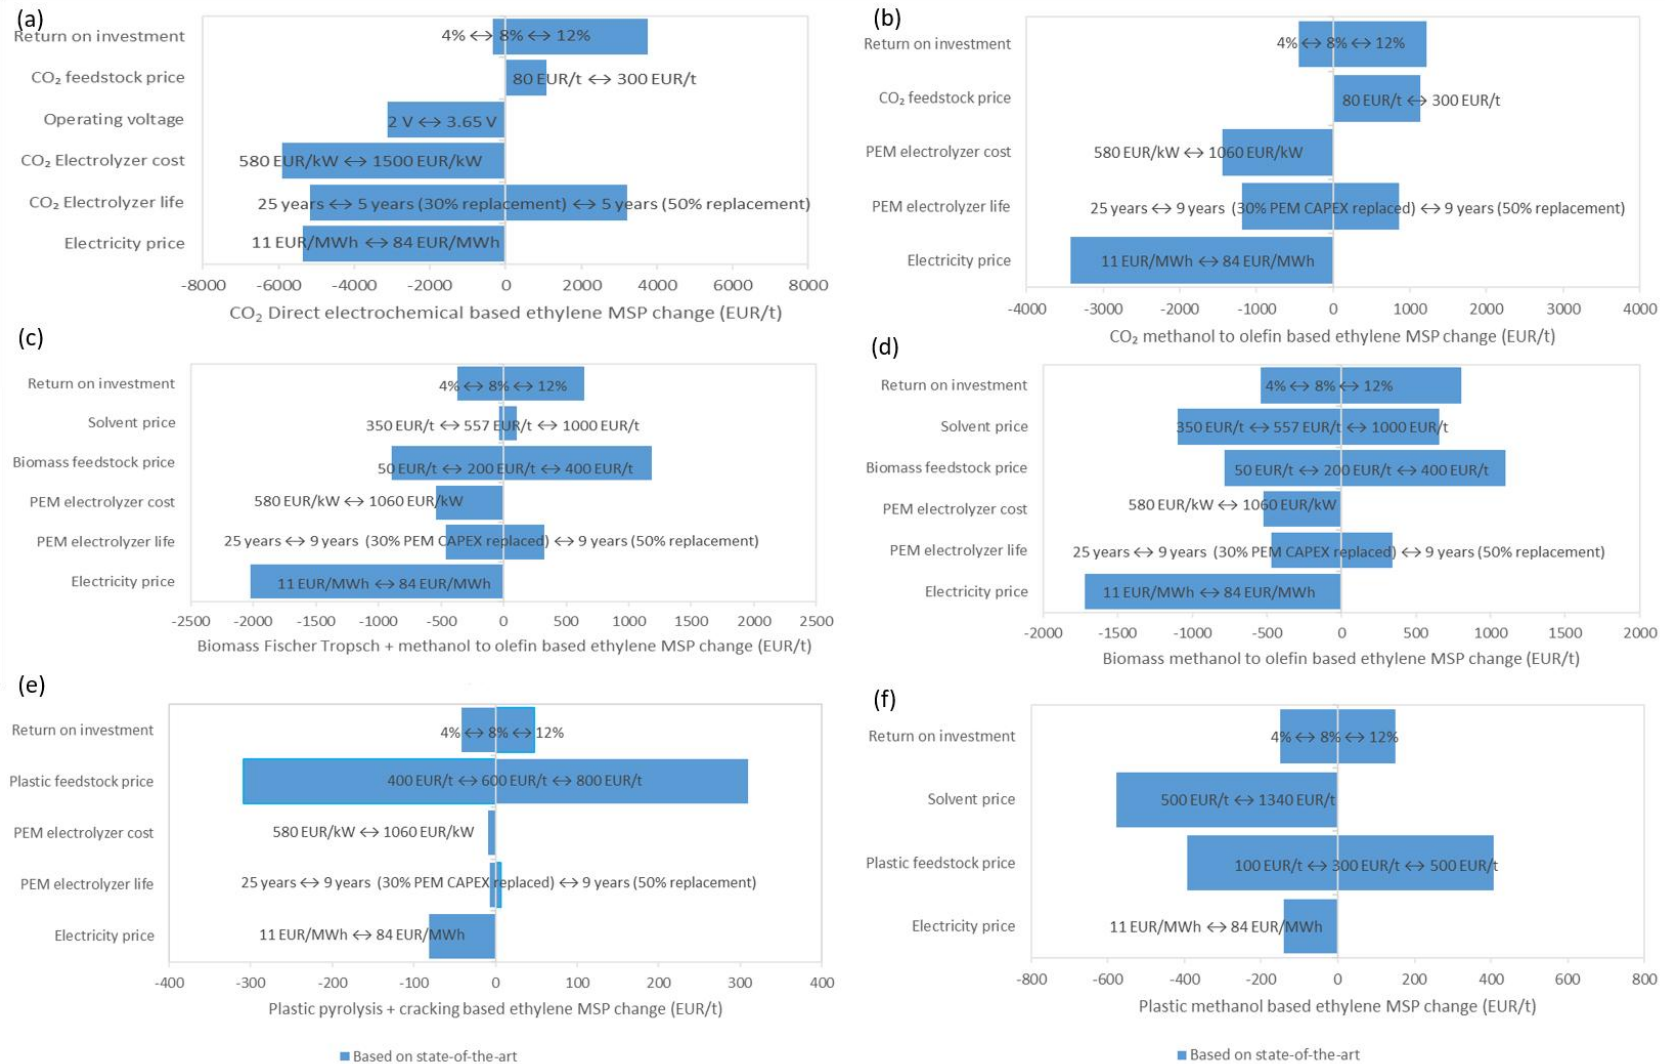 (a)
Return on investment
4% ↔ 8% ↔ 12%
CO₂ feedstock price
80 EUR/t ↔ 300 EUR/t
Operating voltage
2 V ↔ 3.65 V
CO₂ Electrolyzer cost
580 EUR/kW ↔ 1500 EUR/kW
CO₂ Electrolyzer life
25 years ↔ 5 years (30% replacement) ↔ 5 years (50% replacement)
Electricity price
11 EUR/MWh ↔ 84 EUR/MWh
-8000 -6000 -4000 -2000 0 2000 4000 6000 8000
CO₂ Direct electrochemical based ethylene MSP change (EUR/t)
(b)
Return on investment
4% ↔ 8% ↔ 12%
CO₂ feedstock price
80 EUR/t ↔ 300 EUR/t
PEM electrolyzer cost
580 EUR/kW ↔ 1060 EUR/kW
PEM electrolyzer life
25 years ↔ 9 years (30% PEM CAPEX replaced) ↔ 9 years (50% replacement)
Electricity price
11 EUR/MWh ↔ 84 EUR/MWh
-4000 -3000 -2000 -1000 0 1000 2000 3000 4000
CO₂ methanol to olefin based ethylene MSP change (EUR/t)
(c)
Return on investment
4% ↔ 8% ↔ 12%
Solvent price
350 EUR/t ↔ 557 EUR/t ↔ 1000 EUR/t
Biomass feedstock price
50 EUR/t ↔ 200 EUR/t ↔ 400 EUR/t
PEM electrolyzer cost
580 EUR/kW ↔ 1060 EUR/kW
PEM electrolyzer life
25 years ↔ 9 years (30% PEM CAPEX replaced) ↔ 9 years (50% replacement)
Electricity price
11 EUR/MWh ↔ 84 EUR/MWh
-2500 -2000 -1500 -1000 -500 0 500 1000 1500 2000 2500
Biomass Fischer Tropsch + methanol to olefin based ethylene MSP change (EUR/t)
(d)
Return on investment
4% ↔ 8% ↔ 12%
Solvent price
350 EUR/t ↔ 557 EUR/t ↔ 1000 EUR/t
Biomass feedstock price
50 EUR/t ↔ 200 EUR/t ↔ 400 EUR/t
PEM electrolyzer cost
580 EUR/kW ↔ 1060 EUR/kW
PEM electrolyzer life
25 years ↔ 9 years (30% PEM CAPEX replaced) ↔ 9 years (50% replacement)
Electricity price
11 EUR/MWh ↔ 84 EUR/MWh
-2000 -1500 -1000 -500 0 500 1000 1500 2000
Biomass methanol to olefin based ethylene MSP change (EUR/t)
(e)
Return on investment
4% ↔ 8% ↔ 12%
Plastic feedstock price
400 EUR/t ↔ 600 EUR/t ↔ 800 EUR/t
PEM electrolyzer cost
580 EUR/kW ↔ 1060 EUR/kW
PEM electrolyzer life
25 years ↔ 9 years (30% PEM CAPEX replaced) ↔ 9 years (50% replacement)
Electricity price
11 EUR/MWh ↔ 84 EUR/MWh
-400 -300 -200 -100 0 100 200 300 400
Plastic pyrolysis + cracking based ethylene MSP change (EUR/t)
Based on state-of-the-art
(f)
Return on investment
4% ↔ 8% ↔ 12%
Solvent price
500 EUR/t ↔ 1340 EUR/t
Plastic feedstock price
100 EUR/t ↔ 300 EUR/t ↔ 500 EUR/t
Electricity price
11 EUR/MWh ↔ 84 EUR/MWh
-800 -600 -400 -200 0 200 400 600 800
Plastic methanol based ethylene MSP change (EUR/t)
Based on state-of-the-art